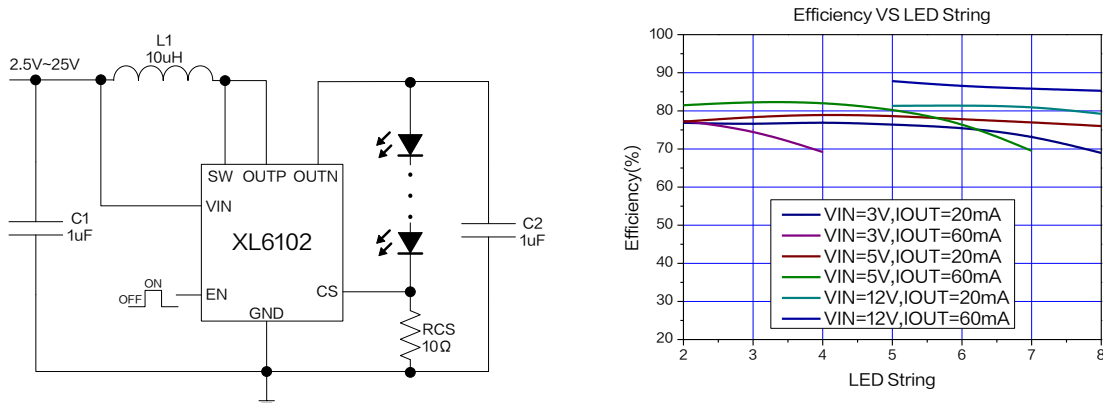 L1
10uH
2.5V~25V
SW OUTP OUTN
VIN
C1
1uF
XL6102
C2
1uF
ON
OFF
EN
CS
GND
RCS
10Ω
Efficiency VS LED String
Efficiency(%)
100
90
80
70
60
50
40
30
20
VIN=3V,IOUT=20mA
VIN=3V,IOUT=60mA
VIN=5V,IOUT=20mA
VIN=5V,IOUT=60mA
VIN=12V,IOUT=20mA
VIN=12V,IOUT=60mA
2 3 4 5 6 7 8
LED String